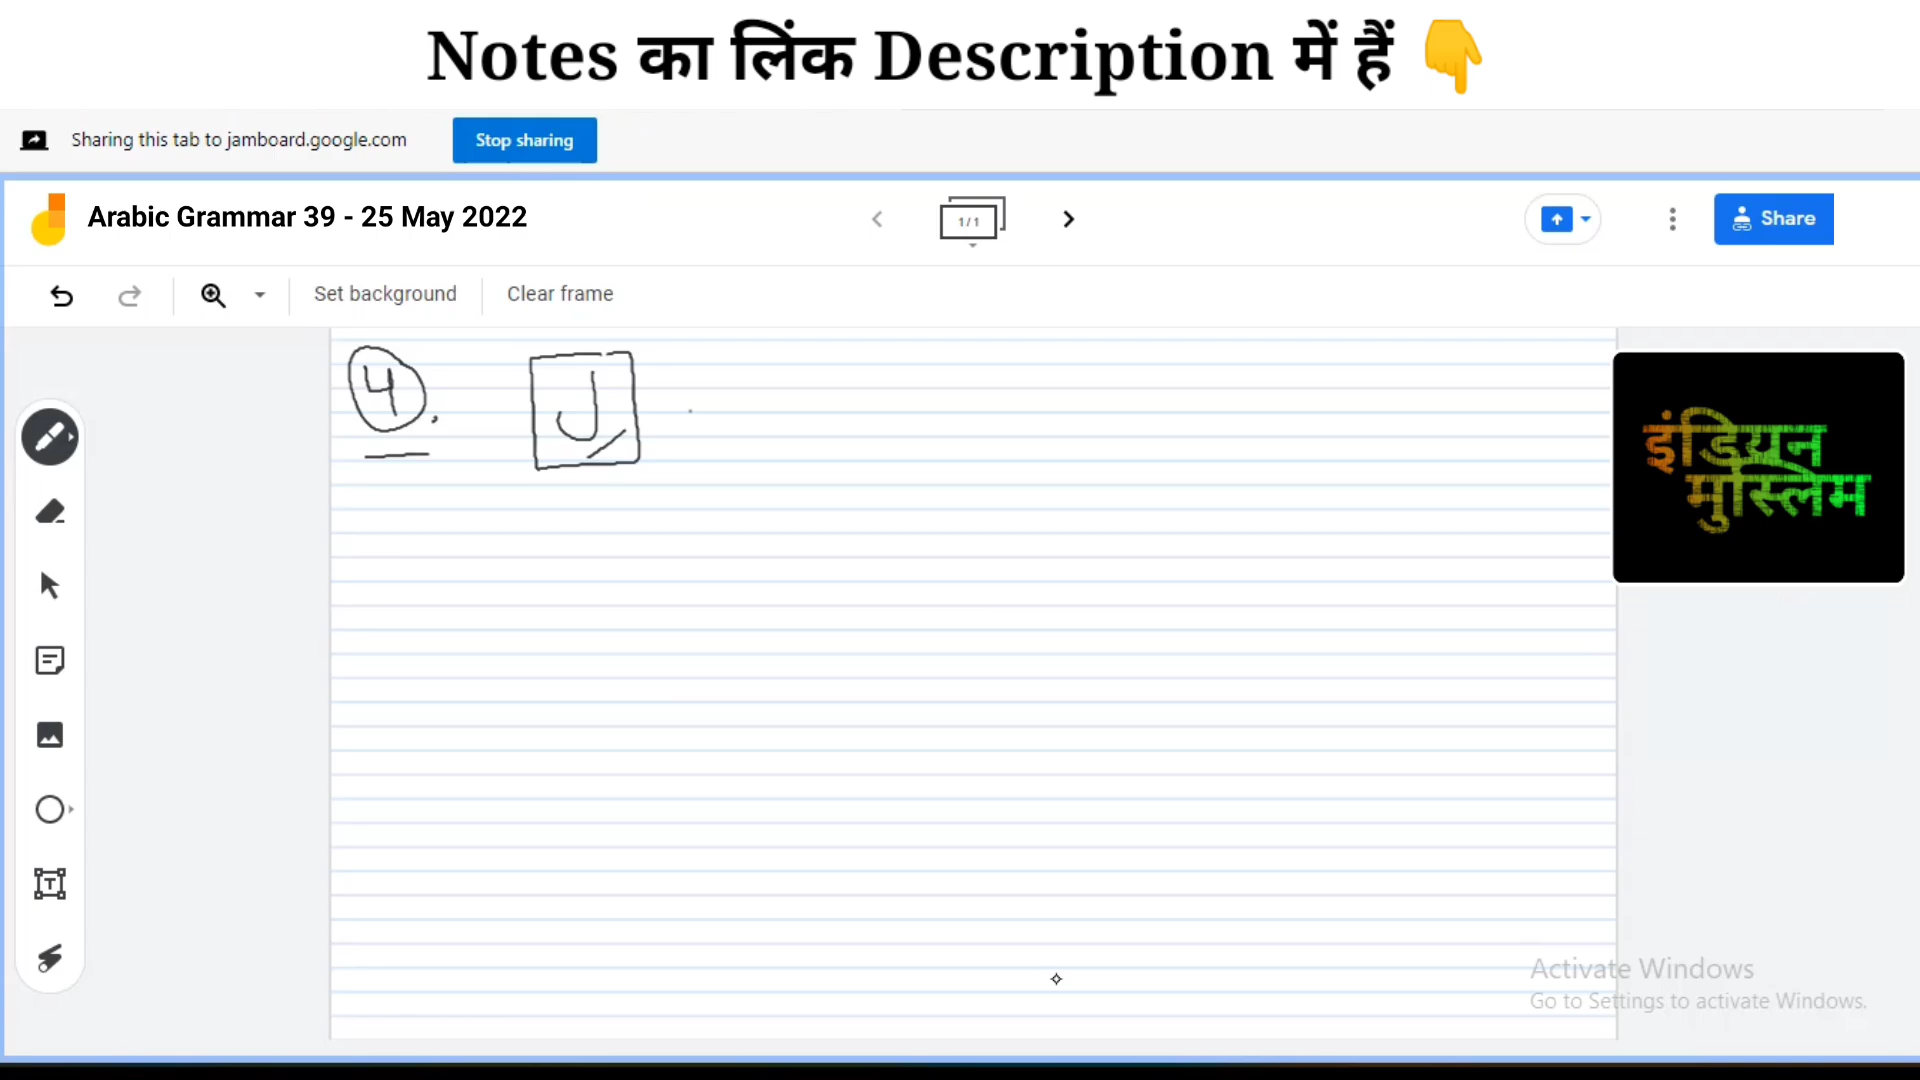 Notes का लिंक Description में हैं 👇
Sharing this tab to jamboard.google.com Stop sharing
Arabic Grammar 39 - 25 May 2022 1/1 Share
Set background Clear frame
4. لِ
इंडियन
मुस्लिम
Activate Windows
Go to Settings to activate Windows.